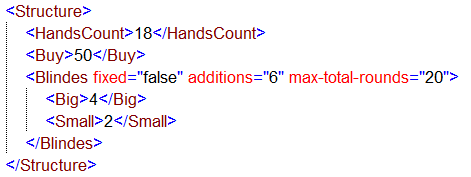 <Structure>
<HandsCount>18</HandsCount>
<Buy>50</Buy>
<Blindes fixed="false" additions="6" max-total-rounds="20">
<Big>4</Big>
<Small>2</Small>
</Blindes>
</Structure>